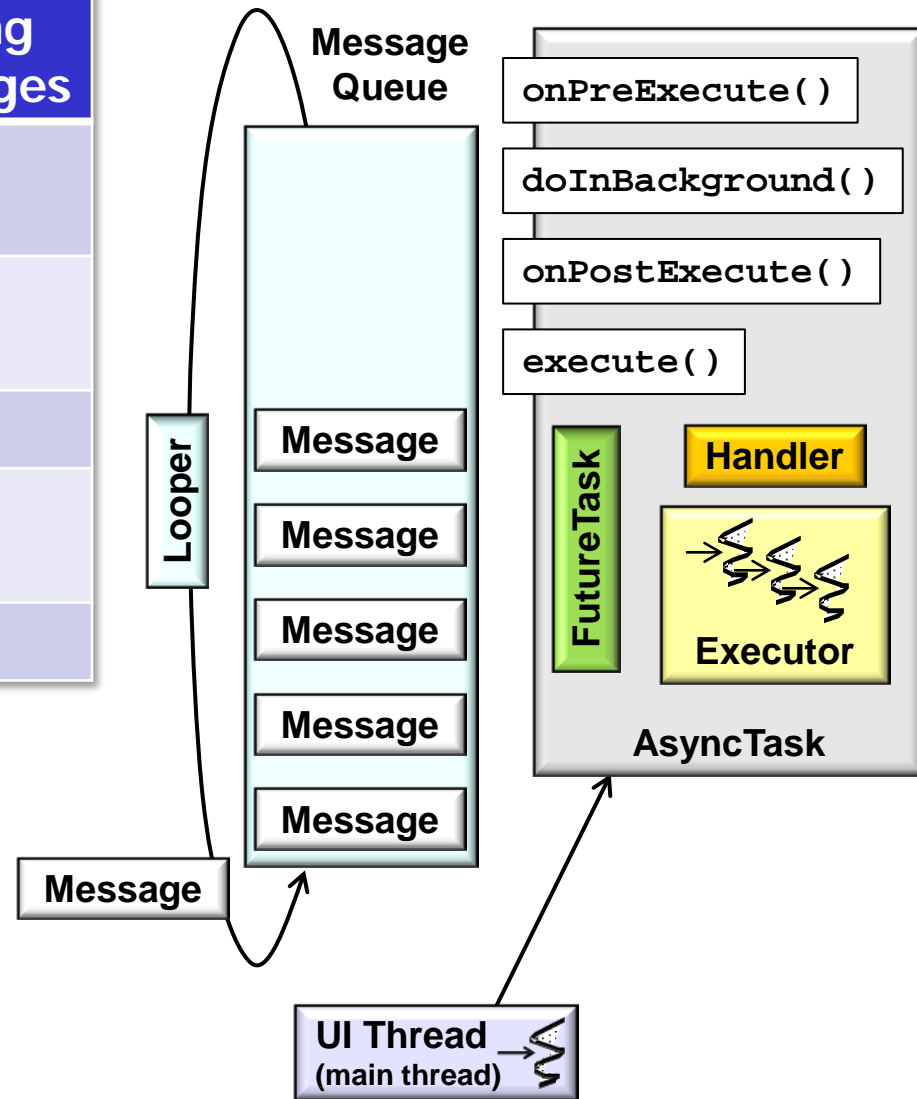 Message
Queue
onPreExecute()
doInBackground()
onPostExecute()
execute()
Looper
Message
Message
Message
Message
Message
Message
FutureTask
Handler
Executor
AsyncTask
UI Thread
(main thread)